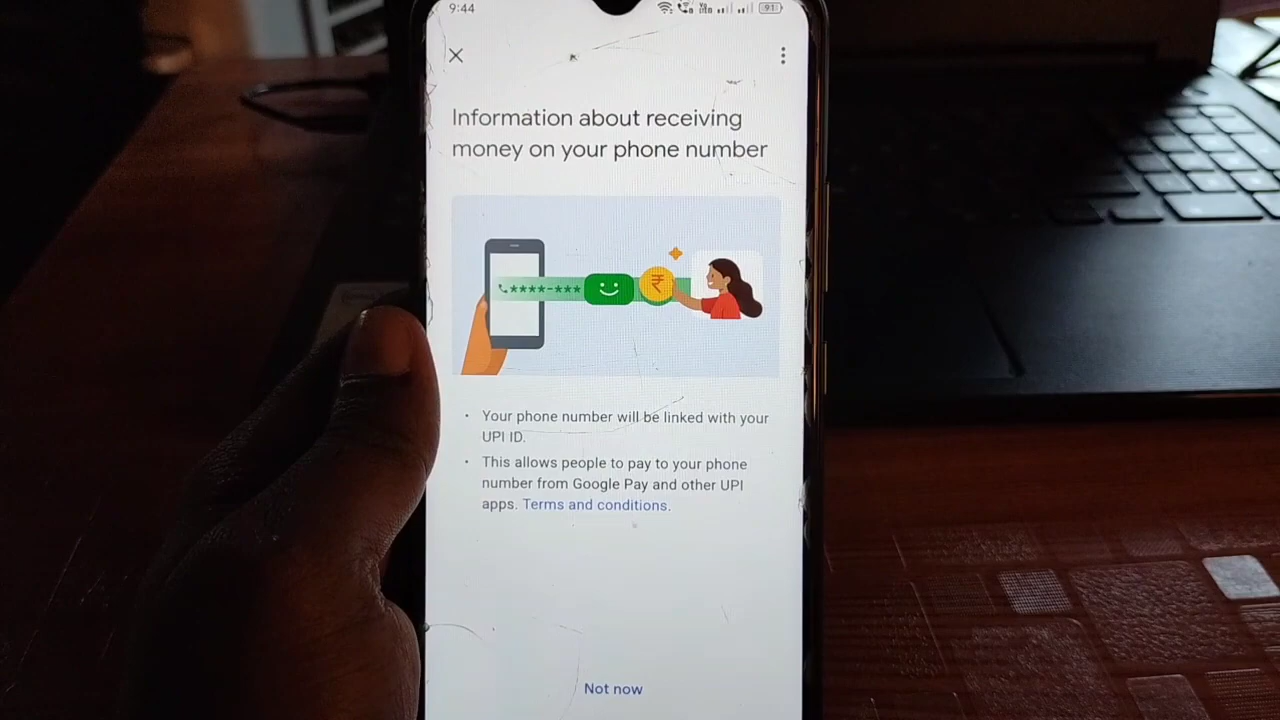 9:44
91
Information about receiving
money on your phone number
****-***
₹
• Your phone number will be linked with your
UPI ID.
• This allows people to pay to your phone
number from Google Pay and other UPI
apps. Terms and conditions.
Not now